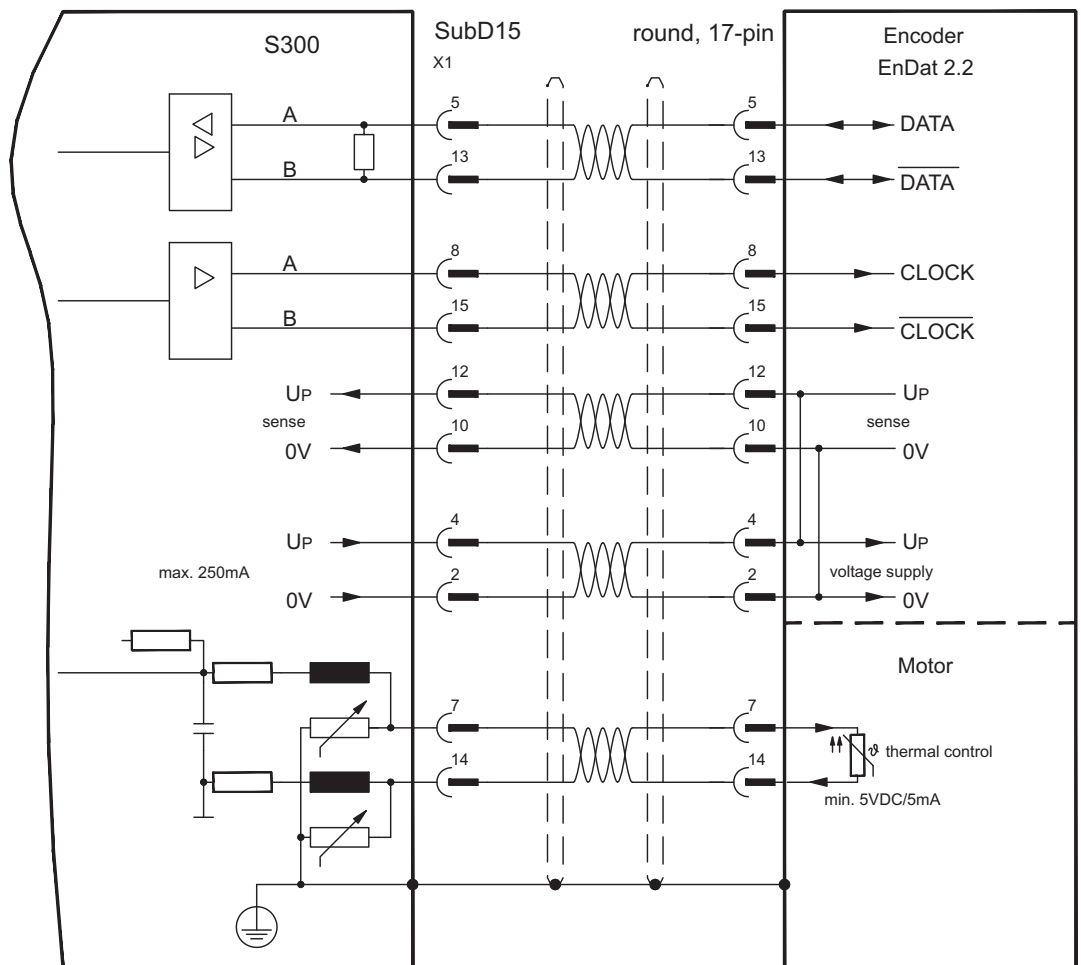 S300 SubD15 round, 17-pin Encoder
X1 EnDat 2.2
A 5 5 DATA
B 13 13 DATA
A 8 8 CLOCK
B 15 15 CLOCK
UP 12 12 UP
sense sense
0V 10 10 0V
UP 4 4 UP
max. 250mA voltage supply
0V 2 2 0V
Motor
7 7
ϑ thermal control
14 14
min. 5VDC/5mA